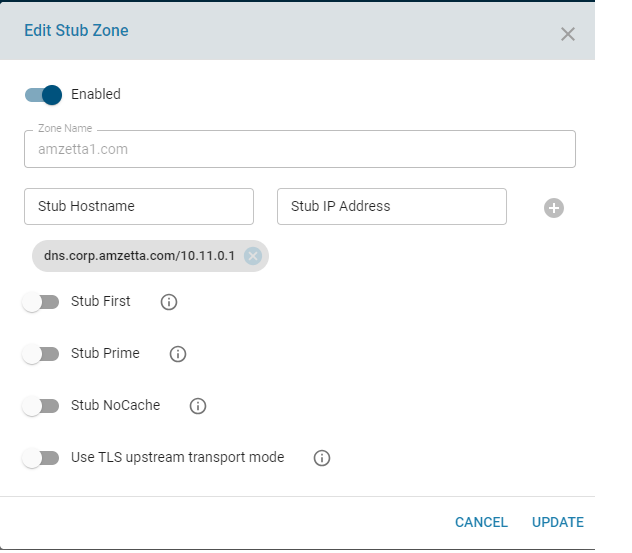 Edit Stub Zone
Enabled
Zone Name
amzetta1.com
Stub Hostname
Stub IP Address
dns.corp.amzetta.com/10.11.0.1
Stub First
Stub Prime
Stub NoCache
Use TLS upstream transport mode
CANCEL UPDATE